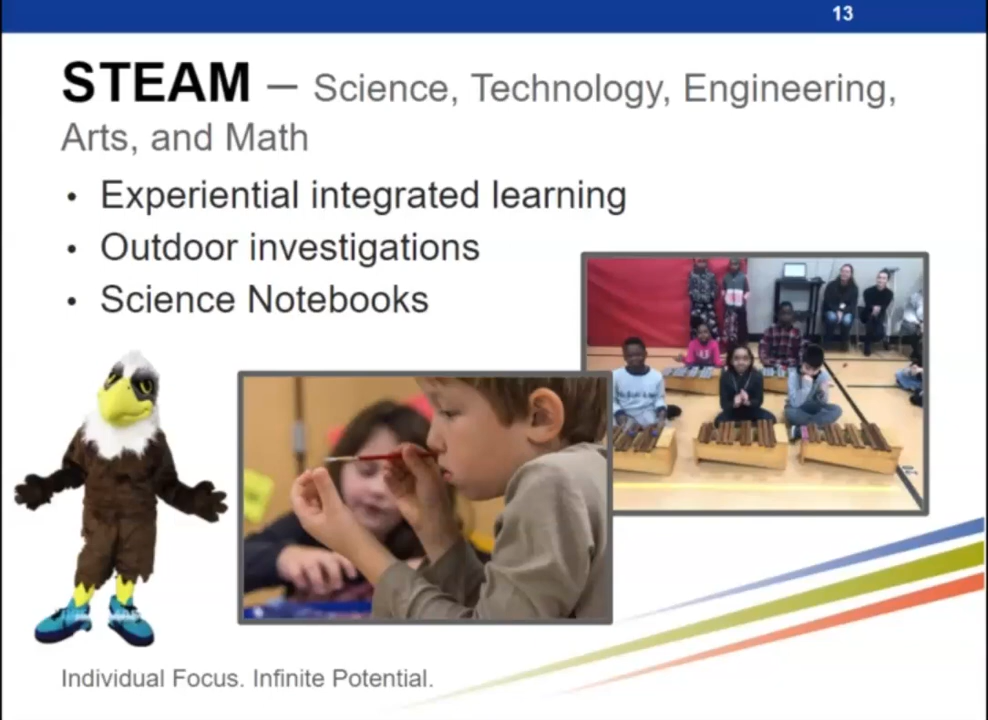 13
STEAM – Science, Technology, Engineering,
Arts, and Math
• Experiential integrated learning
• Outdoor investigations
• Science Notebooks
Individual Focus. Infinite Potential.